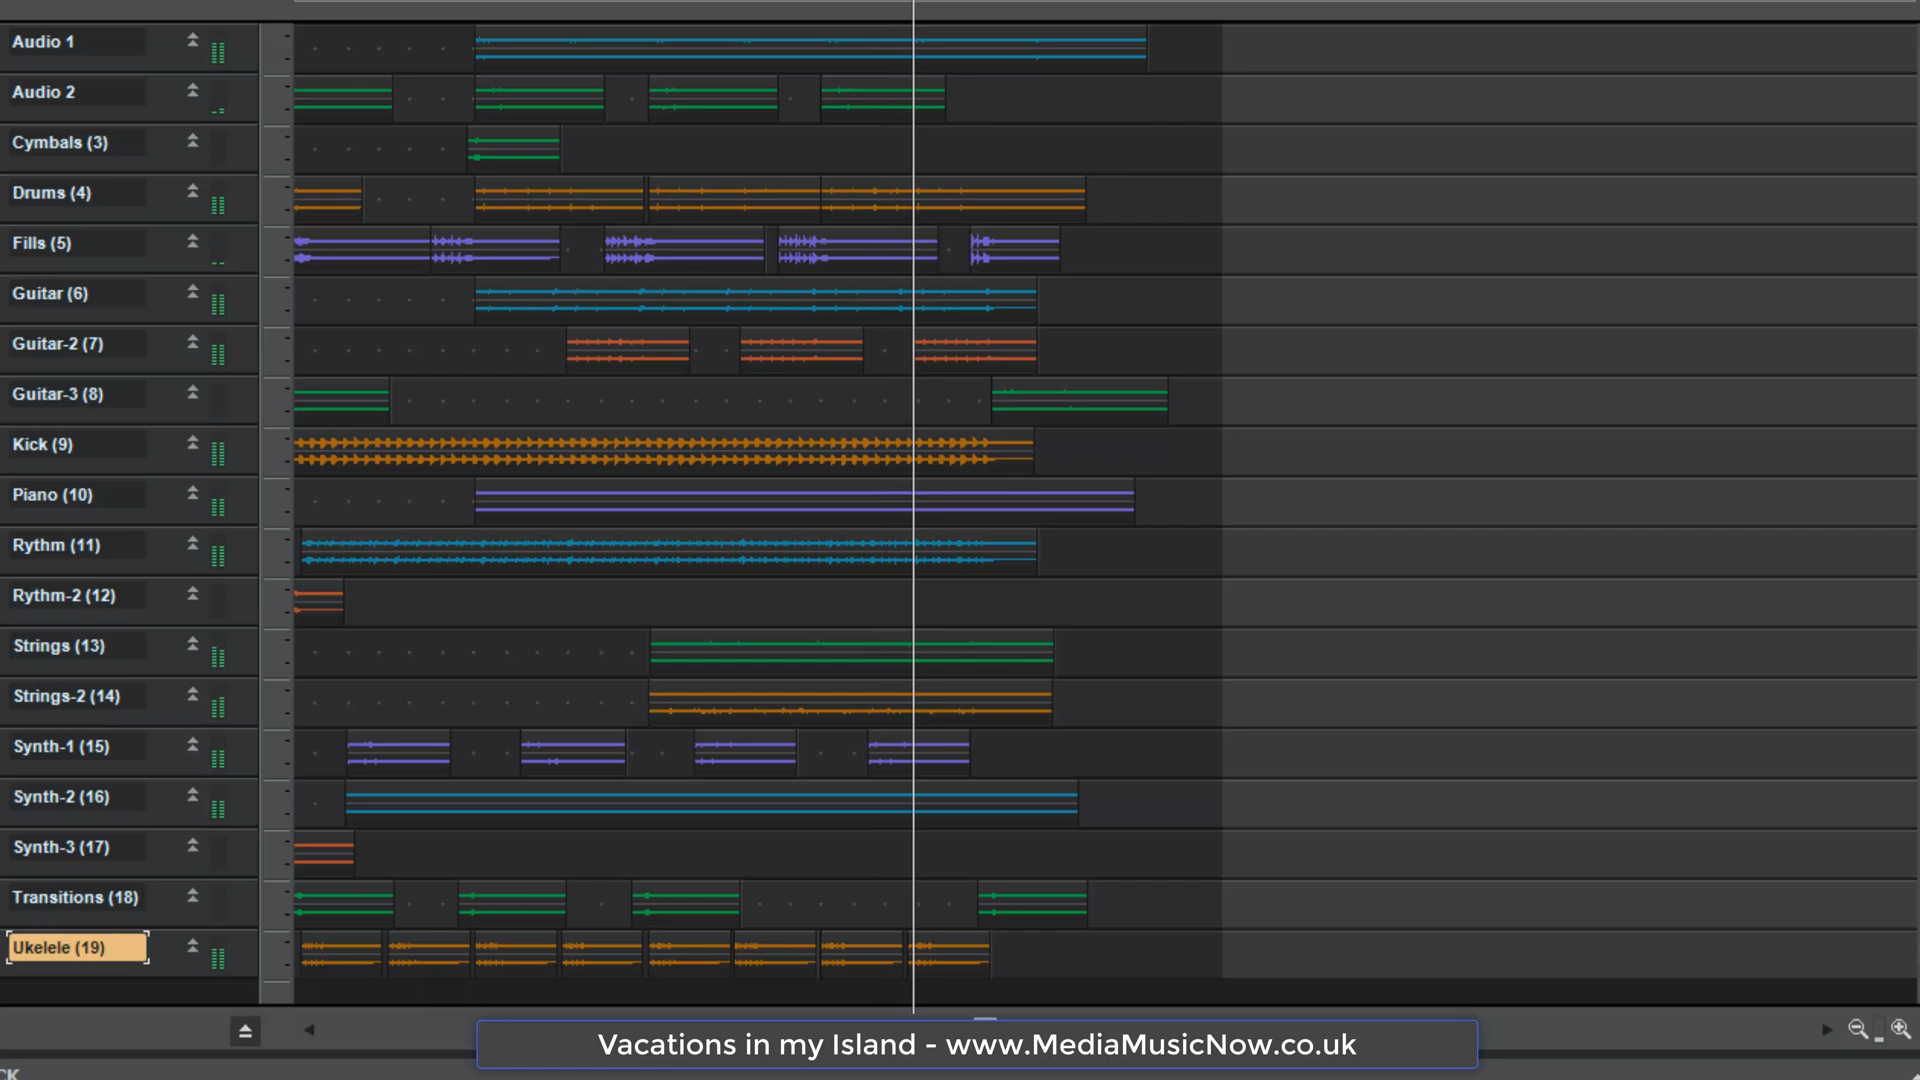 Audio 1
Audio 2
Cymbals (3)
Drums (4)
Fills (5)
Guitar (6)
Guitar-2 (7)
Guitar-3 (8)
Kick (9)
Piano (10)
Rythm (11)
Rythm-2 (12)
Strings (13)
Strings-2 (14)
Synth-1 (15)
Synth-2 (16)
Synth-3 (17)
Transitions (18)
Ukelele (19)
Vacations in my Island - www.MediaMusicNow.co.uk
CK